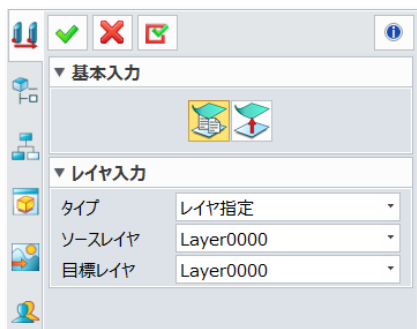 ▼ 基本入力
▼ レイヤ入力
タイプ レイヤ指定
ソースレイヤ Layer0000
目標レイヤ Layer0000